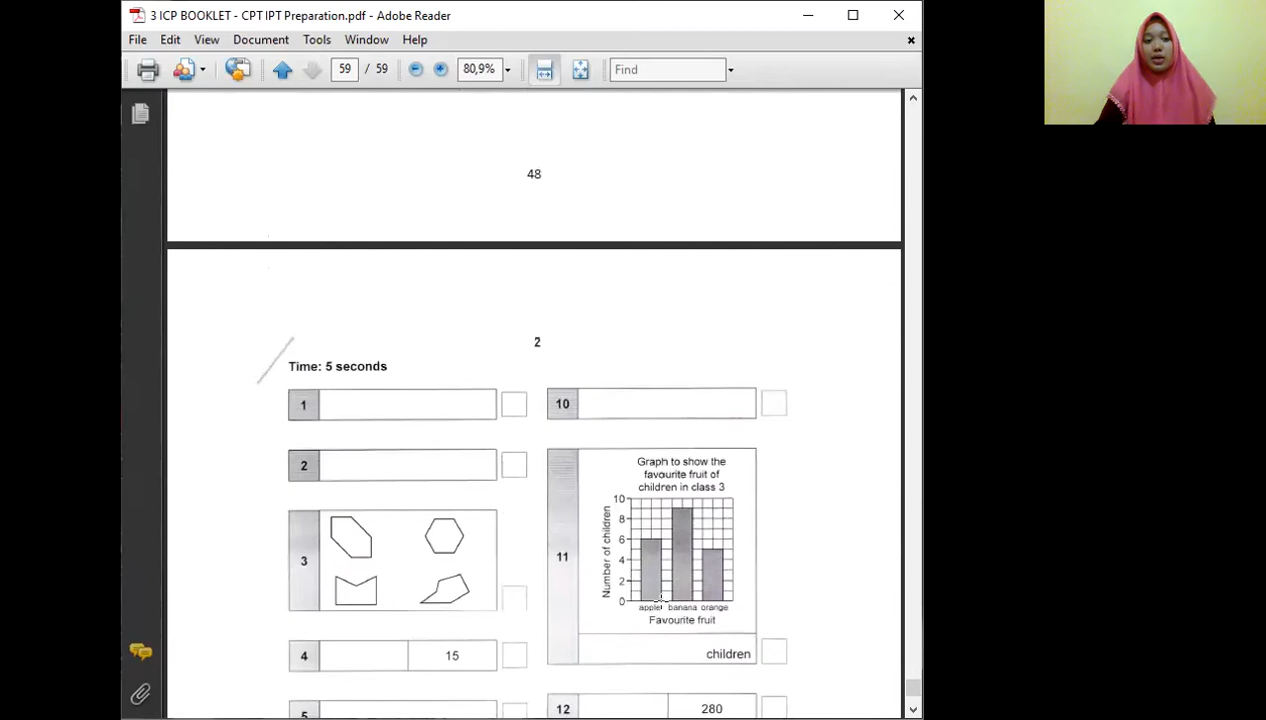 3 ICP BOOKLET - CPT IPT Preparation.pdf - Adobe Reader
File Edit View Document Tools Window Help
59 / 59 80,9% Find
48
2
Time: 5 seconds
1
2
3
4 15
5
10
11
Graph to show the
favourite fruit of
children in class 3
Number of children
10
8
6
4
2
0
apple banana orange
Favourite fruit
children
12 280